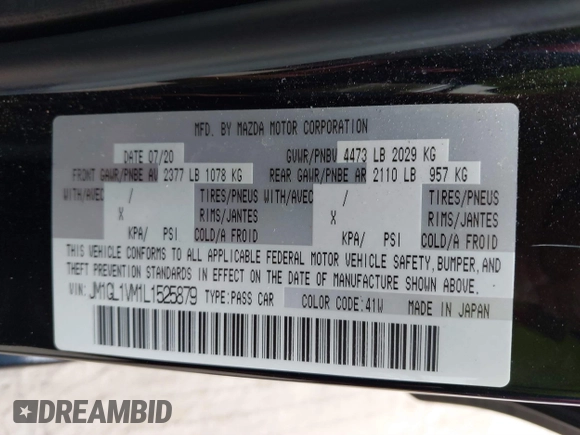 MFD. BY MAZDA MOTOR CORPORATION
DATE 07/20 GVWR/PNBV 4473 LB 2029 KG
FRONT GAWR/PNBE AV 2377 LB 1078 KG REAR GAWR/PNBE AR 2110 LB 957 KG
WITH/AVEC / TIRES/PNEUS WITH/AVEC / TIRES/PNEUS
X RIMS/JANTES X RIMS/JANTES
KPA/ PSI COLD/A FROID KPA/ PSI COLD/A FROID
THIS VEHICLE CONFORMS TO ALL APPLICABLE FEDERAL MOTOR VEHICLE SAFETY, BUMPER, AND
THEFT PREVENTION STANDARDS IN EFFECT ON THE DATE OF MANUFACTURE SHOWN ABOVE.
VIN: JM1GL1VM1L1525879 TYPE:PASS CAR COLOR CODE:41W MADE IN JAPAN
DREAMBID